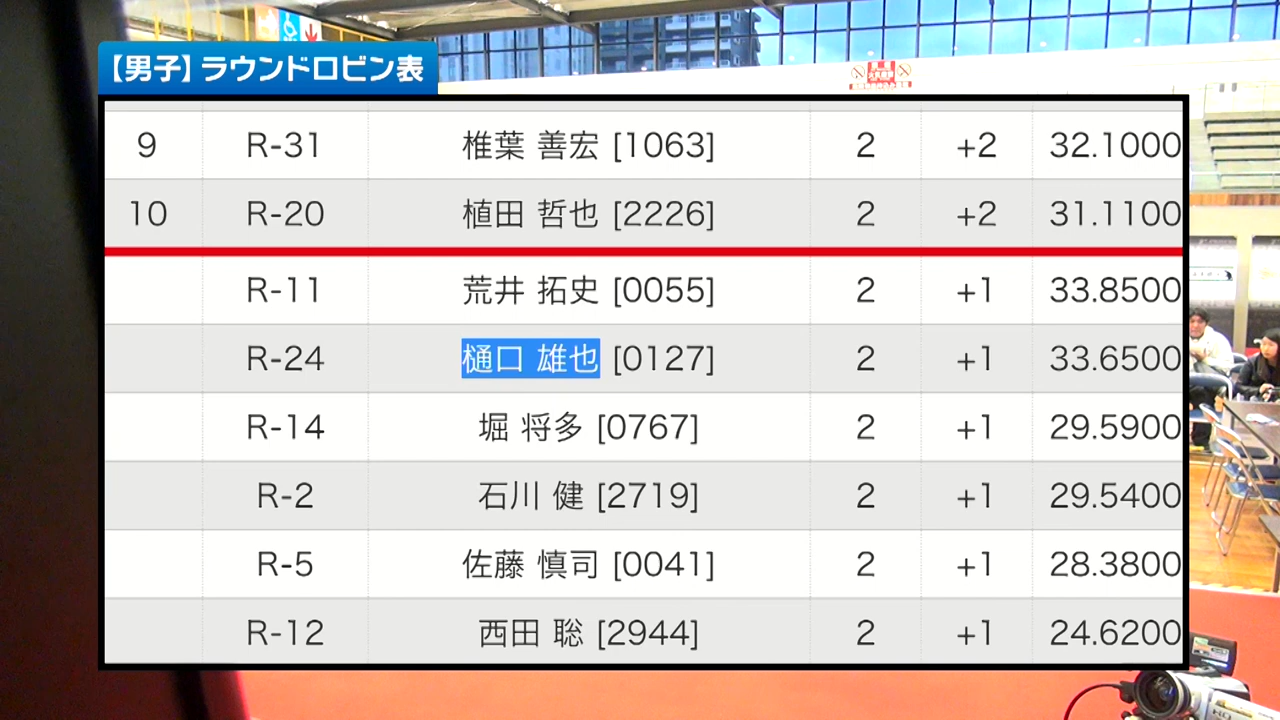 【男子】ラウンドロビン表
9 R-31 椎葉 善宏 [1063] 2 +2 32.1000
10 R-20 植田 哲也 [2226] 2 +2 31.1100
R-11 荒井 拓史 [0055] 2 +1 33.8500
R-24 樋口 雄也 [0127] 2 +1 33.6500
R-14 堀 将多 [0767] 2 +1 29.5900
R-2 石川 健 [2719] 2 +1 29.5400
R-5 佐藤 慎司 [0041] 2 +1 28.3800
R-12 西田 聡 [2944] 2 +1 24.6200